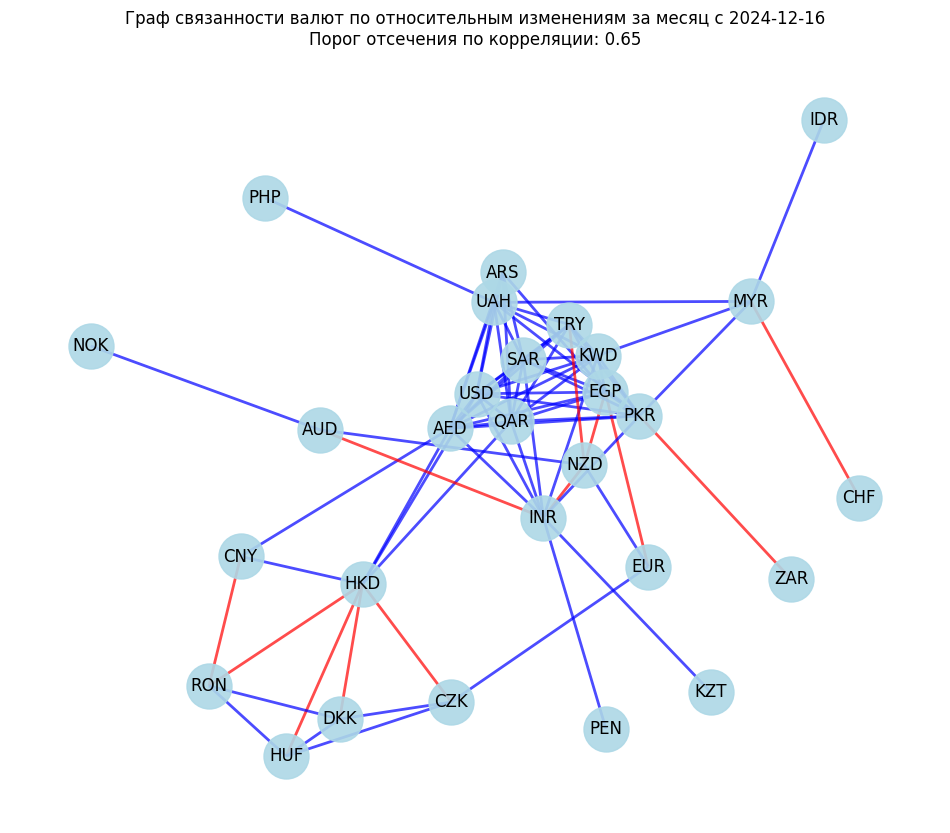 Граф связанности валют по относительным изменениям за месяц с 2024-12-16
Порог отсечения по корреляции: 0.65
IDR
PHP
ARS
UAH
MYR
TRY
NOK
SAR
KWD
USD
EGP
PKR
AED
QAR
AUD
NZD
CHF
INR
CNY
EUR
ZAR
HKD
RON
KZT
CZK
DKK
PEN
HUF